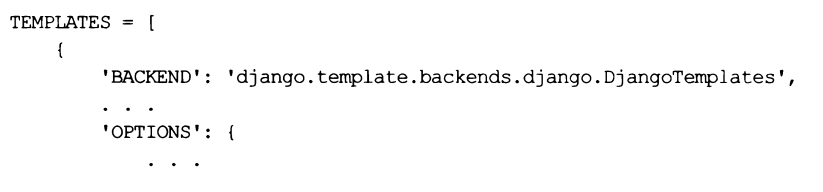 TEMPLATES = [
    {
        'BACKEND': 'django.template.backends.django.DjangoTemplates',
        . . .
        'OPTIONS': {
            . . .